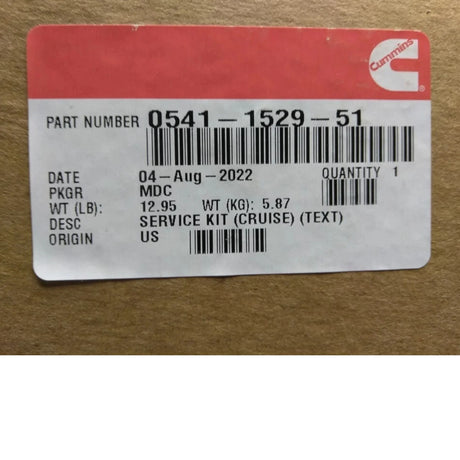 Cummins
PART NUMBER 0541-1529-51
DATE 04-Aug-2022 QUANTITY 1
PKGR MDC
WT (LB): 12.95 WT (KG): 5.87
DESC SERVICE KIT (CRUISE) (TEXT)
ORIGIN US